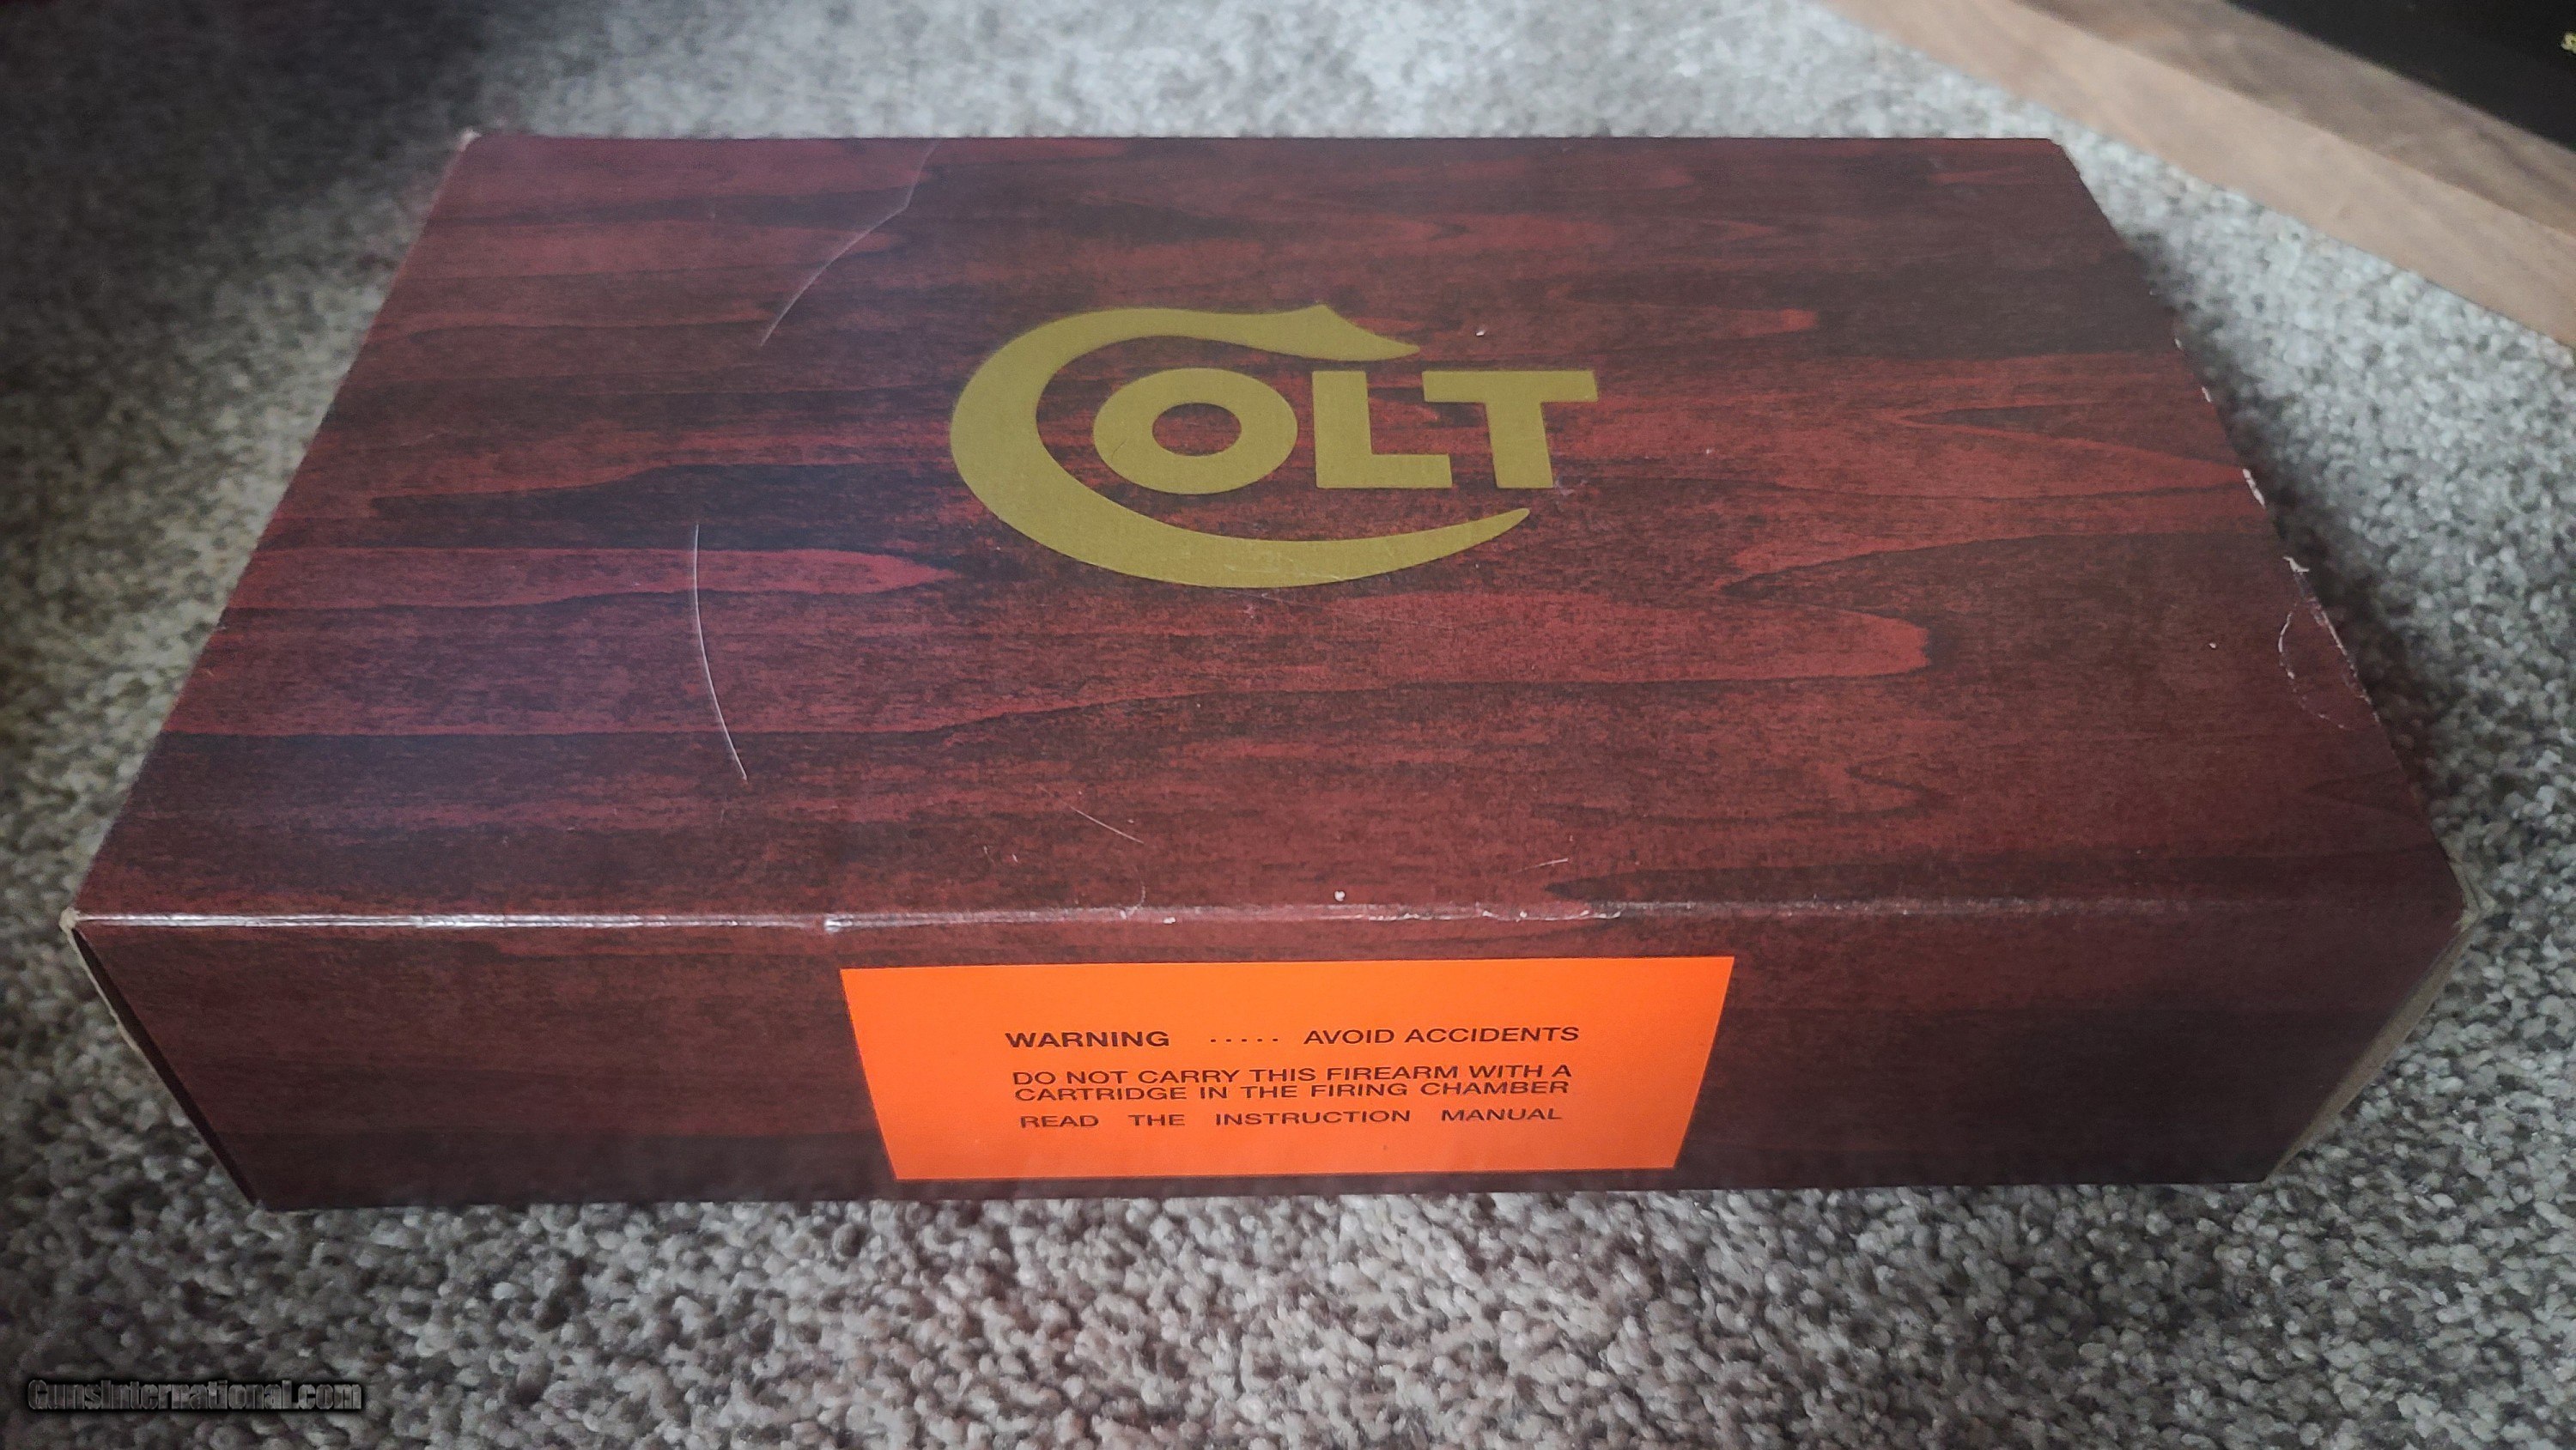 COLT
WARNING ..... AVOID ACCIDENTS
DO NOT CARRY THIS FIREARM WITH A
CARTRIDGE IN THE FIRING CHAMBER
READ THE INSTRUCTION MANUAL
GunsInternational.com